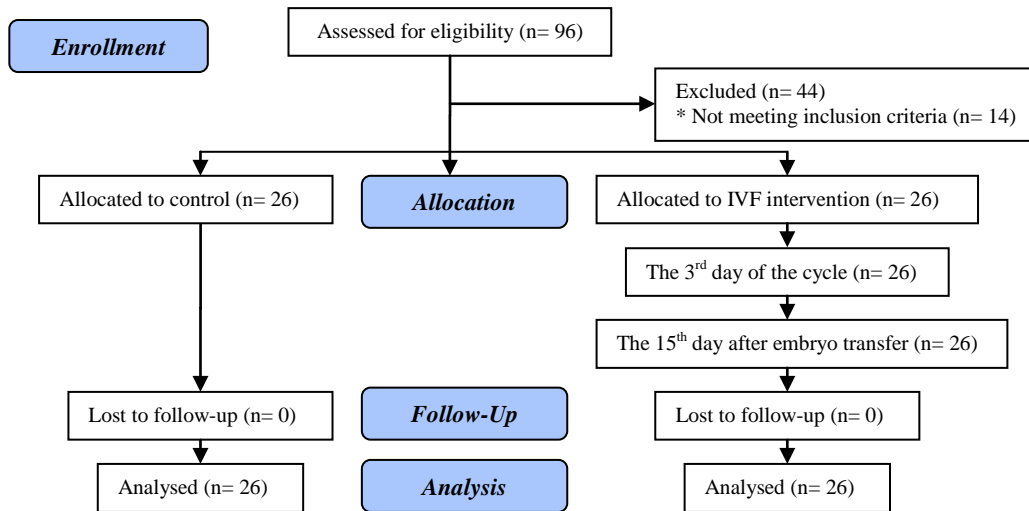 Assessed for eligibility (n= 96)
Enrollment
Excluded (n= 44)
* Not meeting inclusion criteria (n= 14)
Allocated to control (n= 26)
Allocation
Allocated to IVF intervention (n= 26)
The 3rd day of the cycle (n= 26)
The 15th day after embryo transfer (n= 26)
Lost to follow-up (n= 0)
Follow-Up
Lost to follow-up (n= 0)
Analysed (n= 26)
Analysis
Analysed (n= 26)